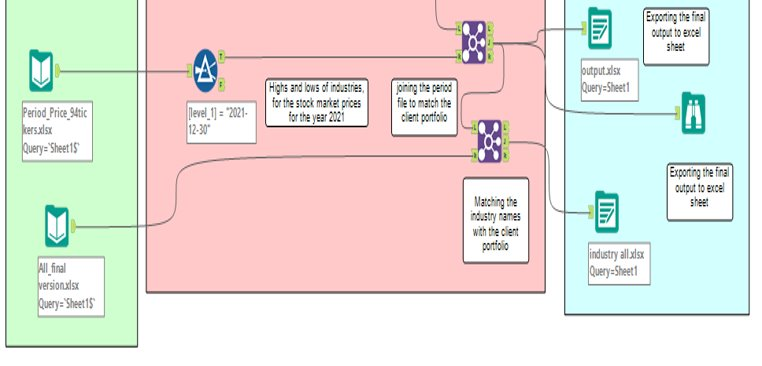 Period_Price_94tic
kers.xlsx
Query=`Sheet1$`
All_final
version.xlsx
Query=`Sheet1$`
[level_1] = "2021-
12-30"
T
F
Highs and lows of industries,
for the stock market prices
for the year 2021
joining the period
file to match the
client portfolio
L
R
L
J
R
L
R
L
J
R
Matching the
industry names
with the client
portfolio
output.xlsx
Query=Sheet1
Exporting the final
output to excel
sheet
Exporting the final
output to excel
sheet
industry all.xlsx
Query=Sheet1